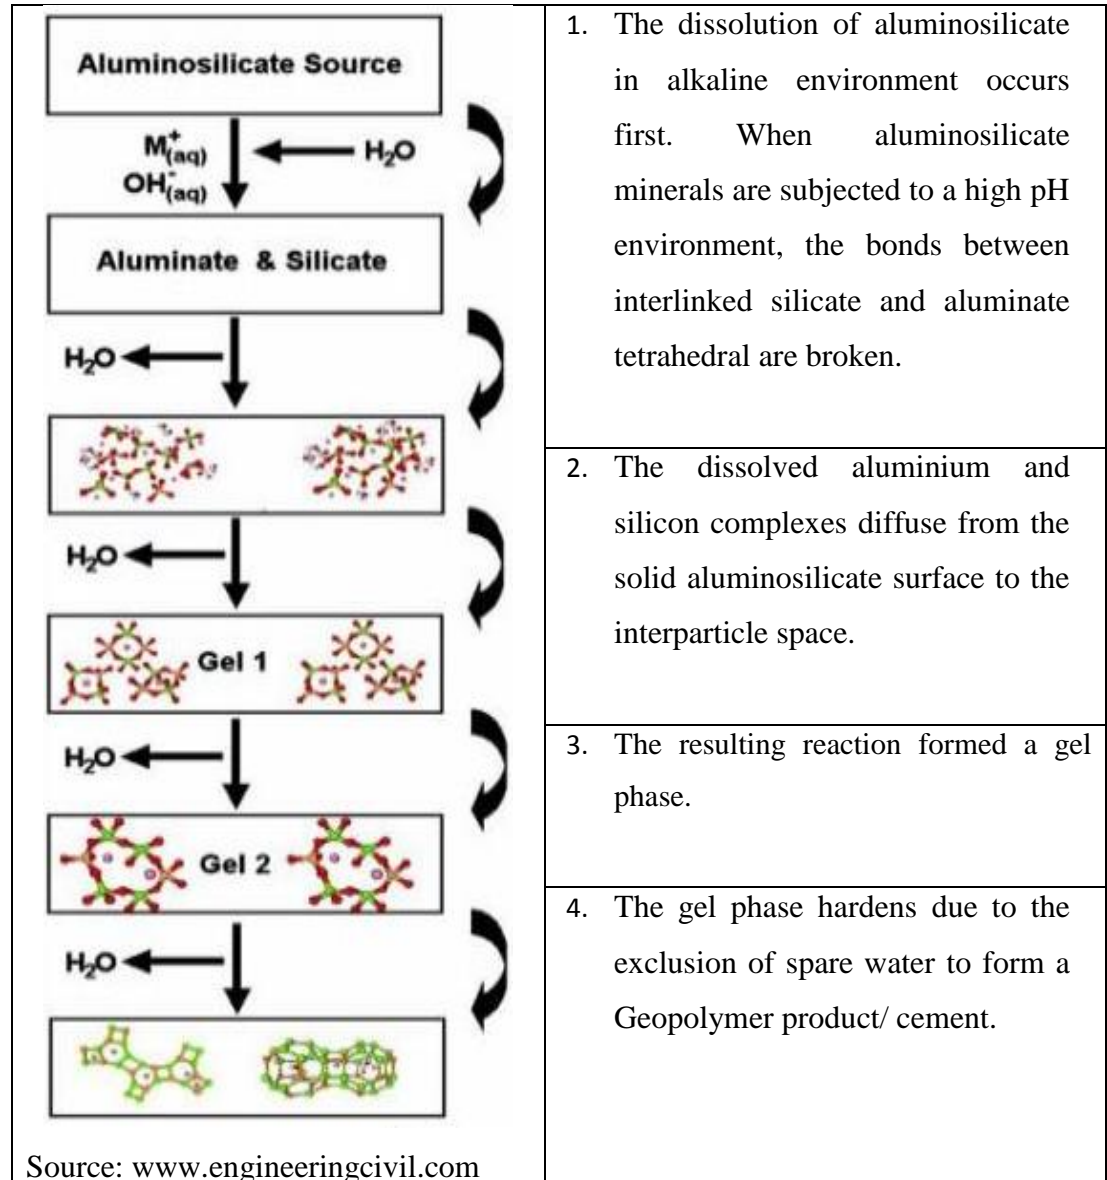 Aluminosilicate Source
M⁺(aq)
OH⁻(aq)
H₂O
Aluminate & Silicate
H₂O
H₂O
Gel 1
H₂O
Gel 2
H₂O
Source: www.engineeringcivil.com
1. The dissolution of aluminosilicate
in alkaline environment occurs
first. When aluminosilicate
minerals are subjected to a high pH
environment, the bonds between
interlinked silicate and aluminate
tetrahedral are broken.
2. The dissolved aluminium and
silicon complexes diffuse from the
solid aluminosilicate surface to the
interparticle space.
3. The resulting reaction formed a gel
phase.
4. The gel phase hardens due to the
exclusion of spare water to form a
Geopolymer product/ cement.